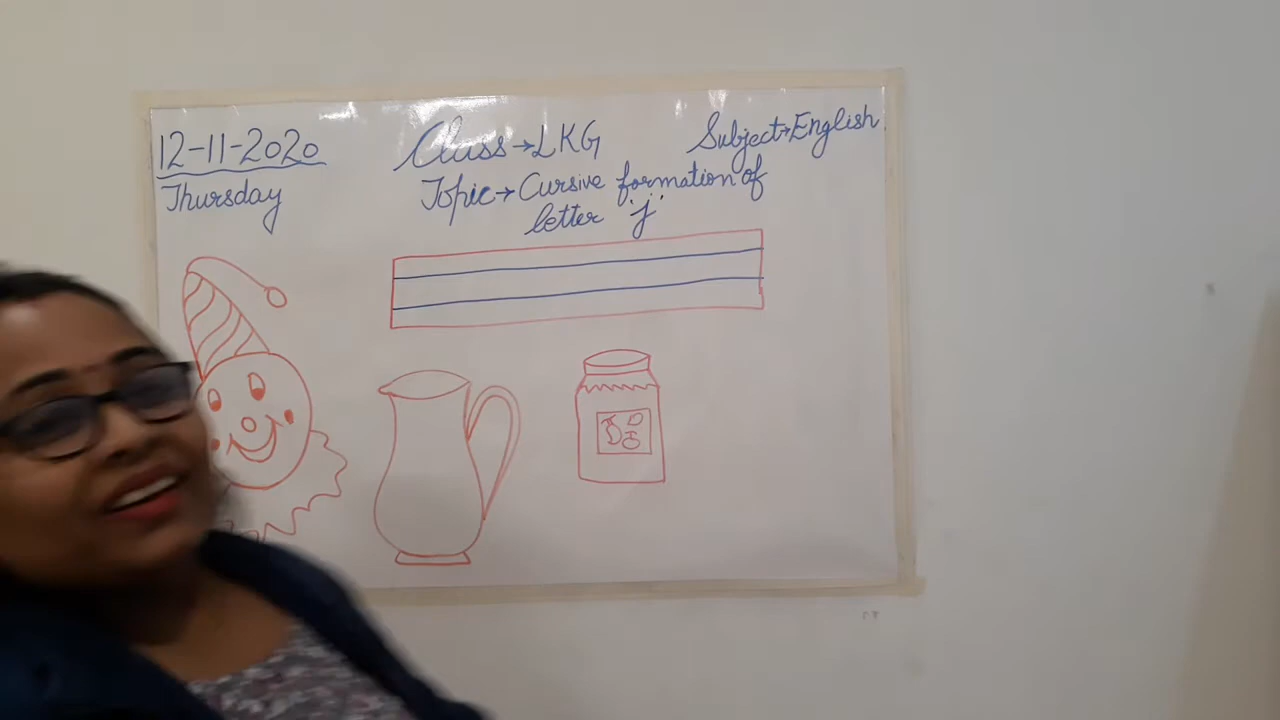 12-11-2020
Thursday
Class→LKG
Subject→English
Topic→Cursive formation of
letter 'j'